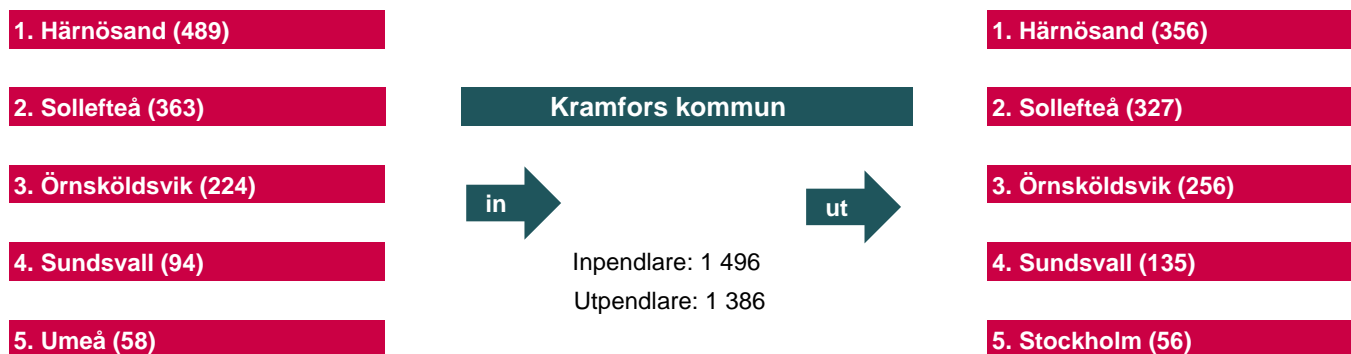 1. Härnösand (489)
2. Sollefteå (363)
3. Örnsköldsvik (224)
4. Sundsvall (94)
5. Umeå (58)
Kramfors kommun
in
ut
Inpendlare: 1 496
Utpendlare: 1 386
1. Härnösand (356)
2. Sollefteå (327)
3. Örnsköldsvik (256)
4. Sundsvall (135)
5. Stockholm (56)